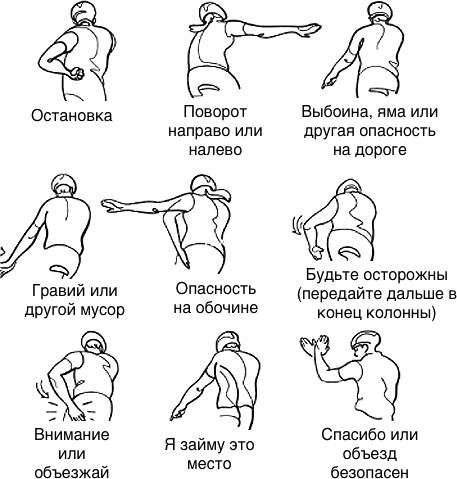 Остановка
Поворот
направо или
налево
Выбоина, яма или
другая опасность
на дороге
Гравий или
другой мусор
Опасность
на обочине
Будьте осторожны
(передайте дальше в
конец колонны)
Внимание
или
объезжай
Я займу это
место
Спасибо или
объезд
безопасен